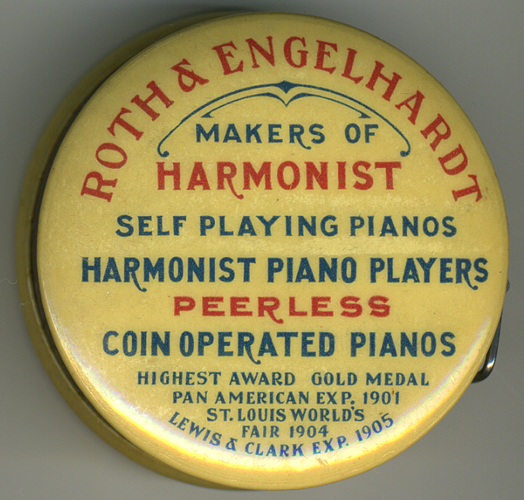 ROTH & ENGELHARDT
MAKERS OF
HARMONIST
SELF PLAYING PIANOS
HARMONIST PIANO PLAYERS
PEERLESS
COIN OPERATED PIANOS
HIGHEST AWARD GOLD MEDAL
PAN AMERICAN EXP. 1901
ST. LOUIS WORLD'S
FAIR 1904
LEWIS & CLARK EXP. 1905